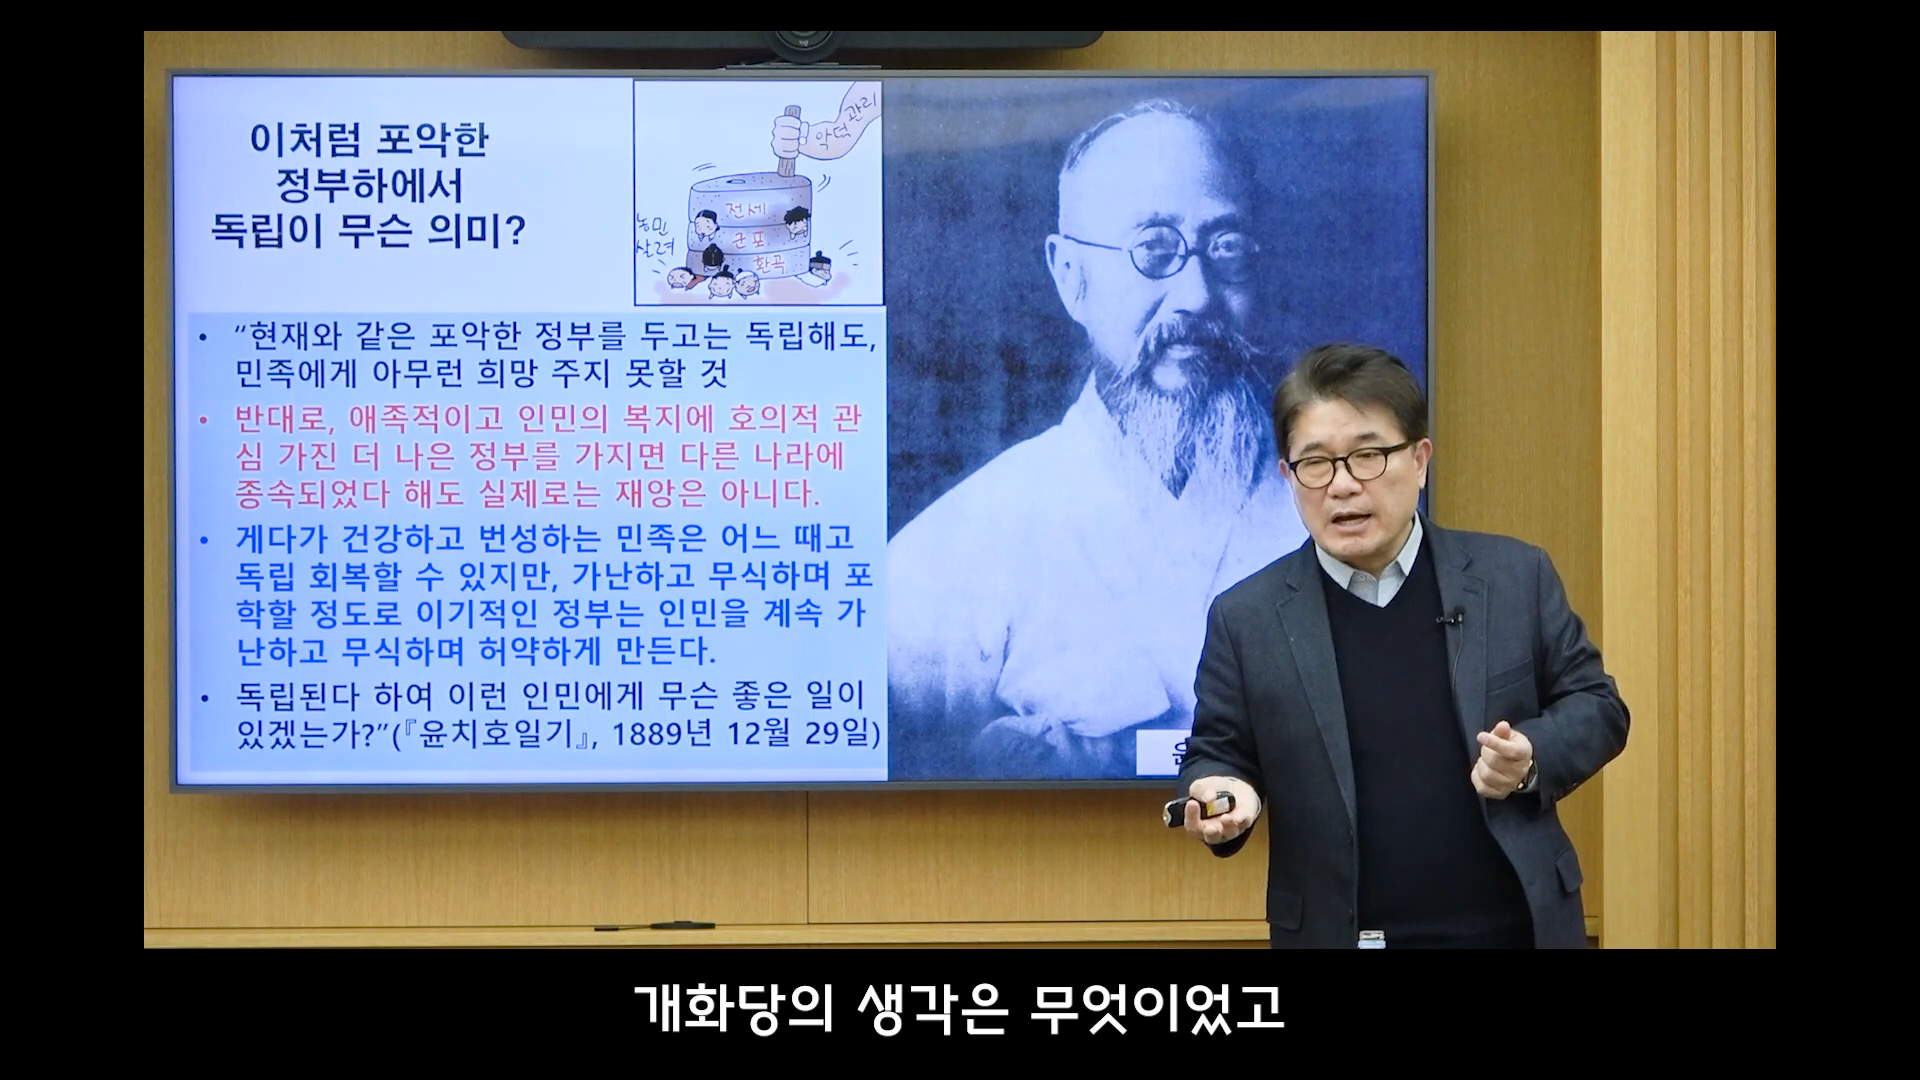 이처럼 포악한
정부하에서
독립이 무슨 의미?
악덕관리
전세
농민
살려
군포
환곡
• “현재와 같은 포악한 정부를 두고는 독립해도,
민족에게 아무런 희망 주지 못할 것
• 반대로, 애족적이고 인민의 복지에 호의적 관
심 가진 더 나은 정부를 가지면 다른 나라에
종속되었다 해도 실제로는 재앙은 아니다.
• 게다가 건강하고 번성하는 민족은 어느 때고
독립 회복할 수 있지만, 가난하고 무식하며 포
학할 정도로 이기적인 정부는 인민을 계속 가
난하고 무식하며 허약하게 만든다.
• 독립된다 하여 이런 인민에게 무슨 좋은 일이
있겠는가?”(『윤치호일기』, 1889년 12월 29일)
개화당의 생각은 무엇이었고